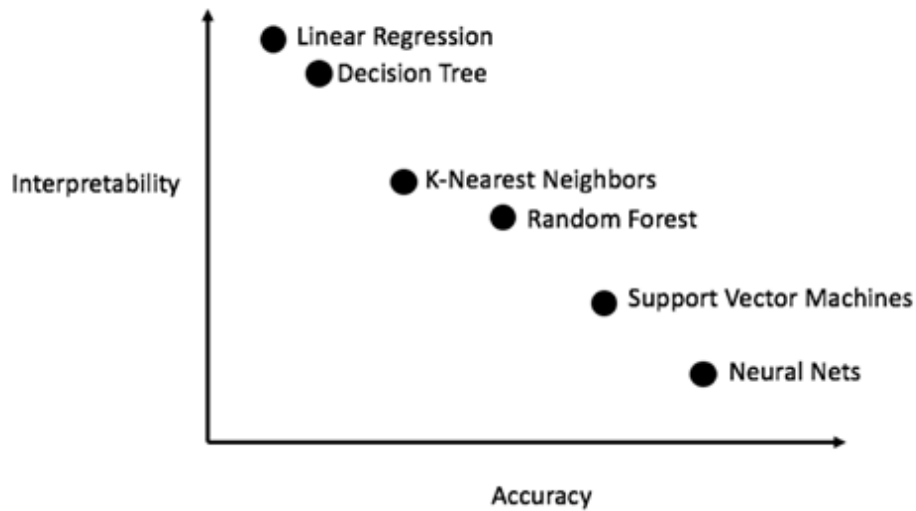 Linear Regression
Decision Tree
K-Nearest Neighbors
Interpretability
Random Forest
Support Vector Machines
Neural Nets
Accuracy